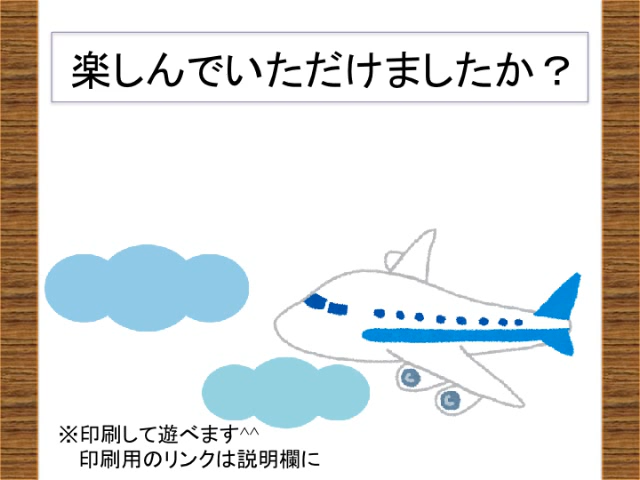 楽しんでいただけましたか？
※印刷して遊べます^^
印刷用のリンクは説明欄に